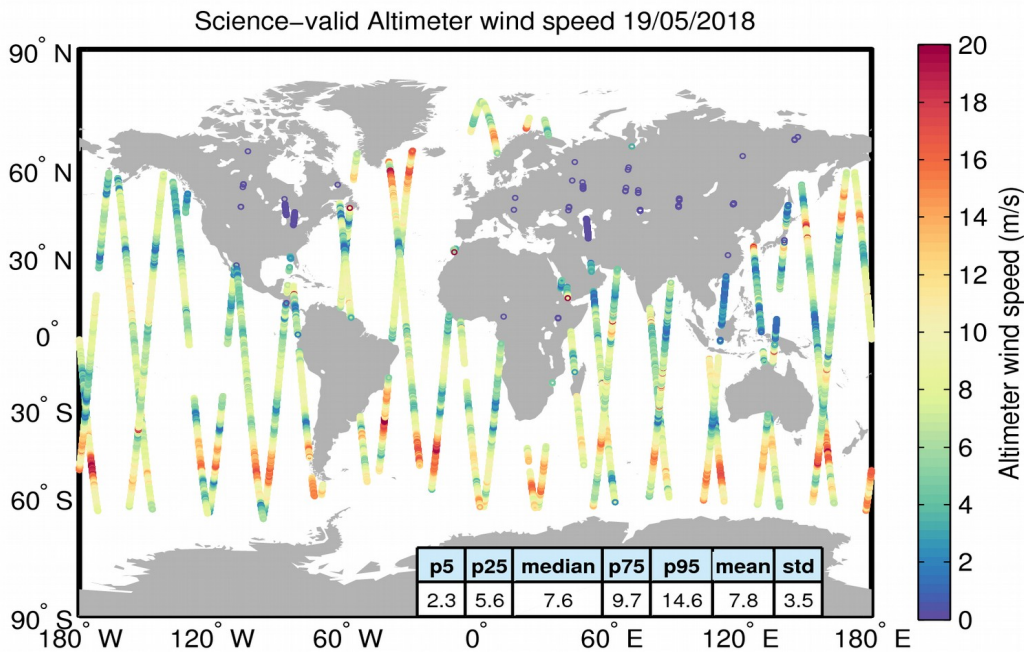 Science−valid Altimeter wind speed 19/05/2018
90° N
60° N
30° N
0°
30° S
60° S
90° S
180° W
120° W
60° W
0°
60° E
120° E
180° E
p5 p25 median p75 p95 mean std
2.3 5.6 7.6 9.7 14.6 7.8 3.5
20
18
16
14
12
10
8
6
4
2
0
Altimeter wind speed (m/s)